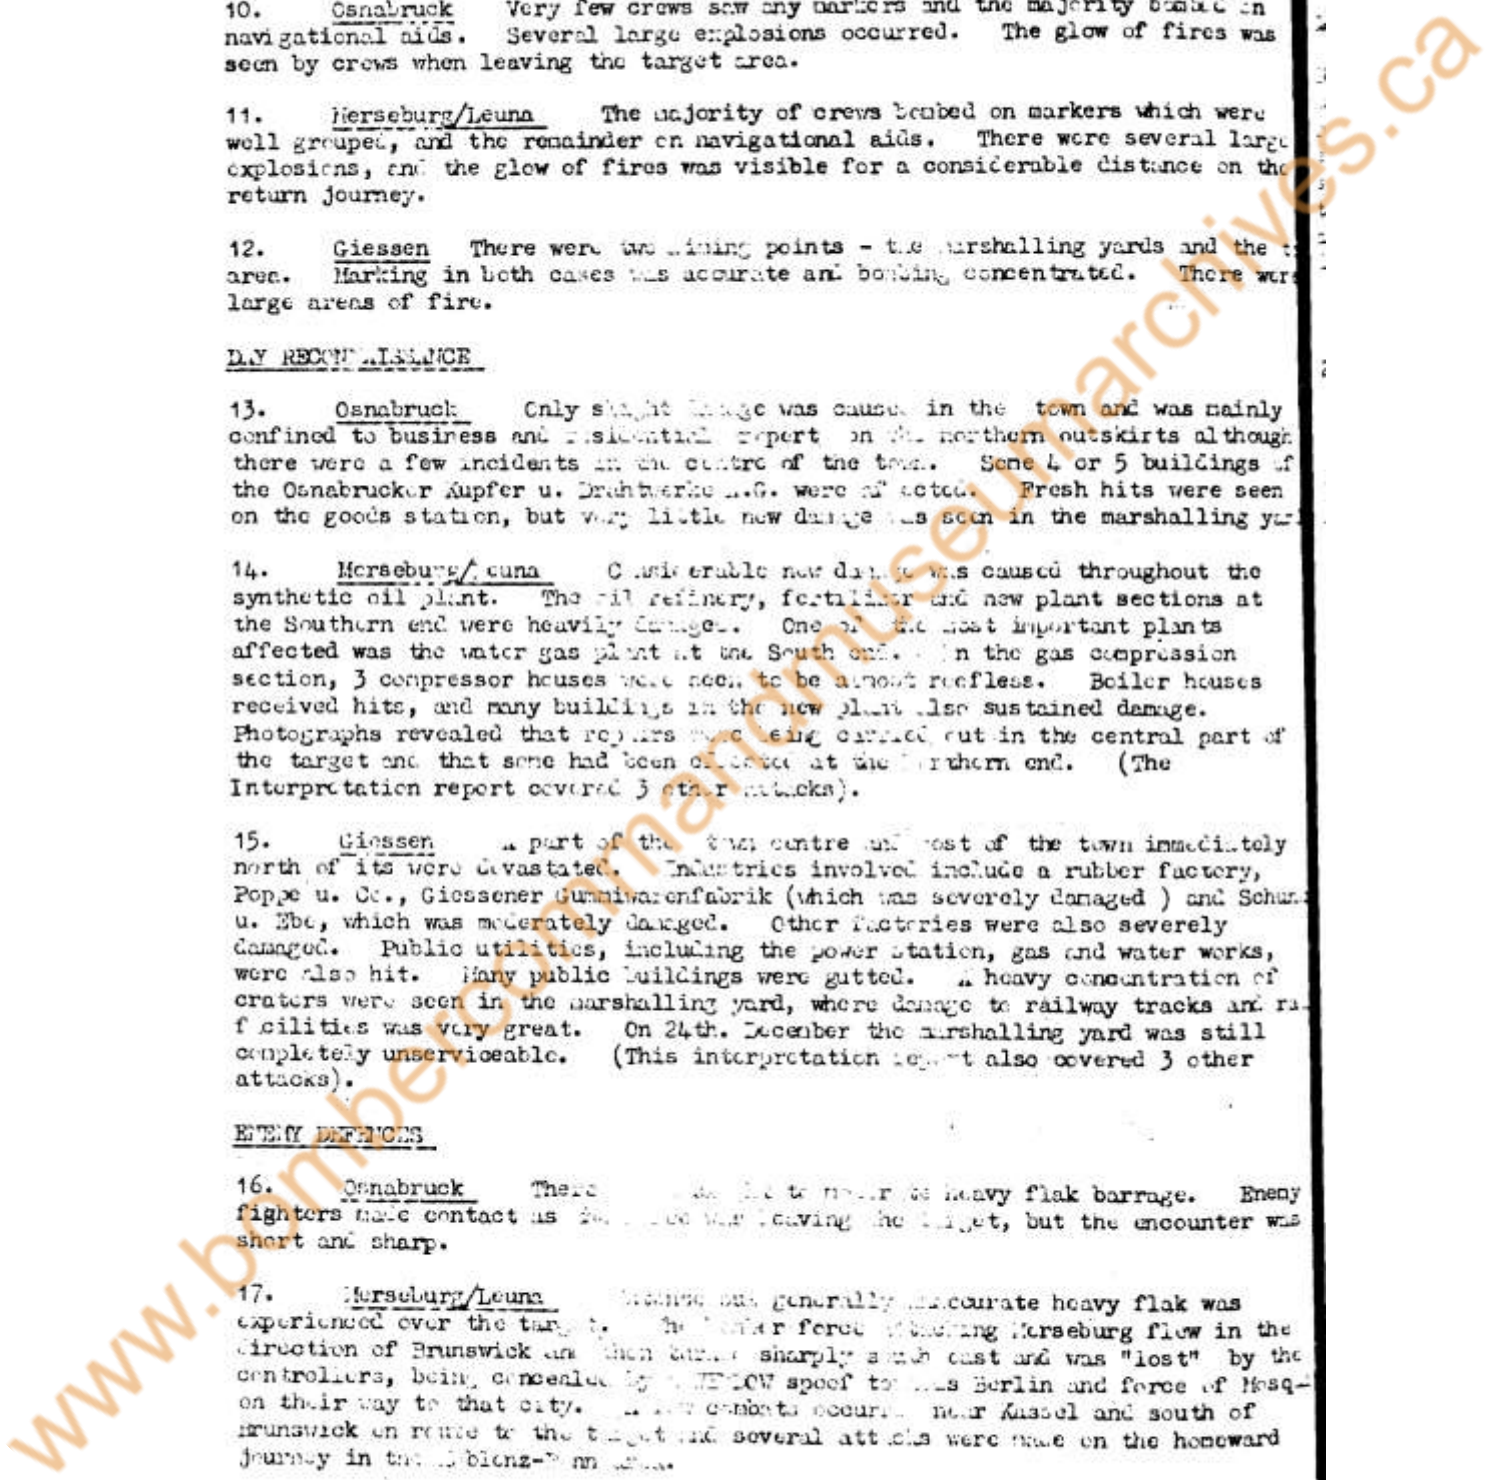 10. Osnabruck Very few crews saw any markers and the majority bombed on
navigational aids. Several large explosions occurred. The glow of fires was
seen by crews when leaving the target area.
11. Merseburg/Leuna The majority of crews bombed on markers which were
well grouped, and the remainder on navigational aids. There were several large
explosions, and the glow of fires was visible for a considerable distance on the
return journey.
12. Giessen There were two aiming points - the marshalling yards and the
area. Marking in both cases was accurate and bombing concentrated. There were
large areas of fire.
DAY RECONNAISSANCE
13. Osnabruck Only slight damage was caused in the town and was mainly
confined to business and residential property on the northern outskirts although
there were a few incidents in the centre of the town. Some 4 or 5 buildings of
the Osnabrucker Kupfer u. Drahtwerke A.G. were affected. Fresh hits were seen
on the goods station, but very little new damage was seen in the marshalling
14. Merseburg/Leuna Considerable new damage was caused throughout the
synthetic oil plant. The oil refinery, fertilizer and new plant sections at
the Southern end were heavily damaged. One of the most important plants
affected was the water gas plant at the South end. In the gas compression
section, 3 compressor houses were seen to be almost roofless. Boiler houses
received hits, and many buildings in the new plant also sustained damage.
Photographs revealed that repairs were being carried out in the central part of
the target and that some had been effected at the Northern end. (The
Interpretation report covered 3 other attacks).
15. Giessen A part of the town centre and most of the town immediately
north of its were devastated. Industries involved include a rubber factory,
Poppe u. Co., Giessener Gummiwarenfabrik (which was severely damaged ) and
u. Ebe, which was moderately damaged. Other factories were also severely
damaged. Public utilities, including the power station, gas and water works,
were also hit. Many public buildings were gutted. A heavy concentration of
craters were seen in the marshalling yard, where damage to railway tracks and
facilities was very great. On 24th. December the marshalling yard was still
completely unserviceable. (This interpretation report also covered 3 other
attacks).
ENEMY DEFENCES
16. Osnabruck There to heavy flak barrage. Enemy
fighters made contact as leaving the target, but the encounter was
short and sharp.
17. Merseburg/Leuna generally inaccurate heavy flak was
experienced over the target. The bomber force attacking Merseburg flew in the
direction of Brunswick and then turned sharply south east and was "lost" by the
controllers, being concealed by WINDOW spoof towards Berlin and force of Mosq-
on their way to that city. A few combats occurred near Kassel and south of
Brunswick en route to the target and several attacks were made on the homeward
journey in the area.
www.bombercommandmuseumarchives.ca